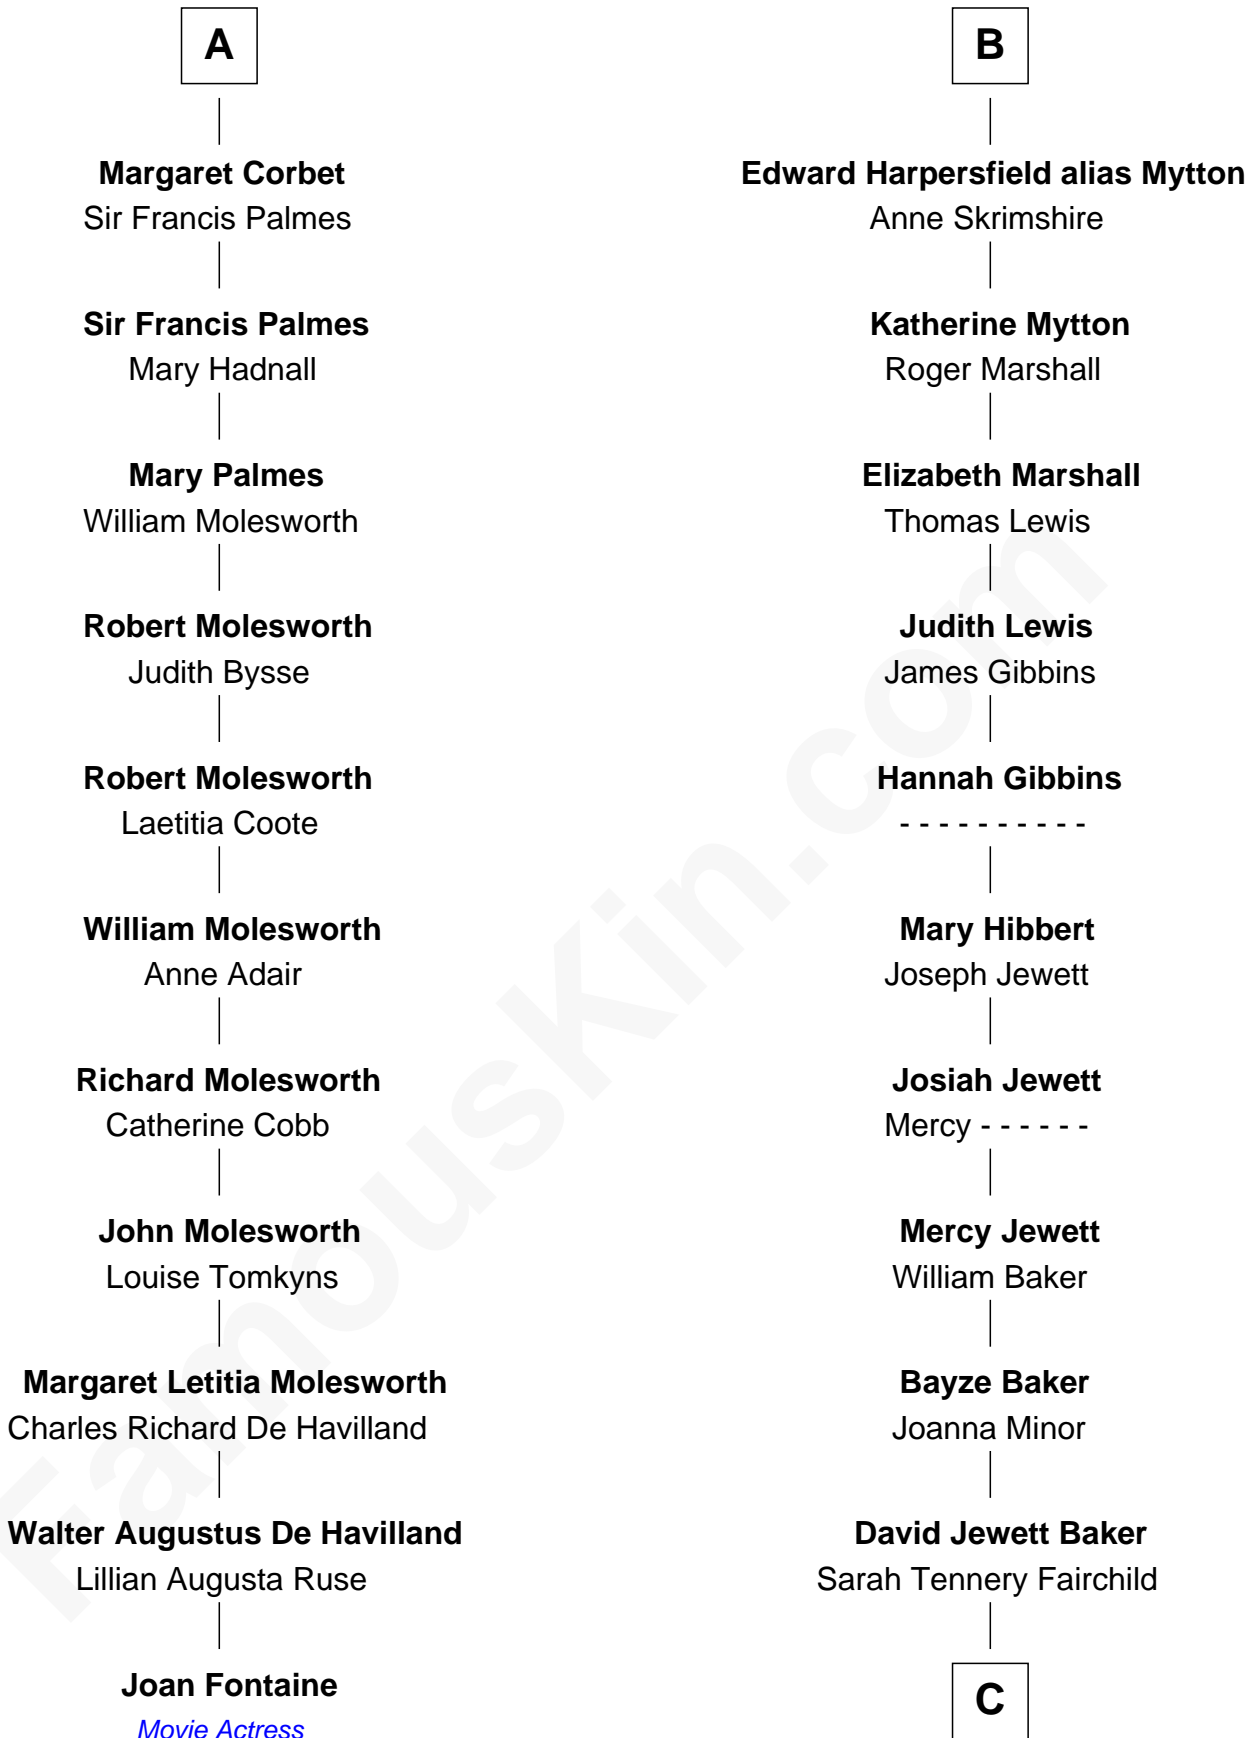 A
Margaret Corbet
Sir Francis Palmes
Sir Francis Palmes
Mary Hadnall
Mary Palmes
William Molesworth
Robert Molesworth
Judith Bysse
Robert Molesworth
Laetitia Coote
William Molesworth
Anne Adair
Richard Molesworth
Catherine Cobb
John Molesworth
Louise Tomkyns
Margaret Letitia Molesworth
Charles Richard De Havilland
Walter Augustus De Havilland
Lillian Augusta Ruse
Joan Fontaine
Movie Actress
B
Edward Harpersfield alias Mytton
Anne Skrimshire
Katherine Mytton
Roger Marshall
Elizabeth Marshall
Thomas Lewis
Judith Lewis
James Gibbins
Hannah Gibbins
- - - - - - - - - -
Mary Hibbert
Joseph Jewett
Josiah Jewett
Mercy - - - - - -
Mercy Jewett
William Baker
Bayze Baker
Joanna Minor
David Jewett Baker
Sarah Tennery Fairchild
C
FamousKin.com